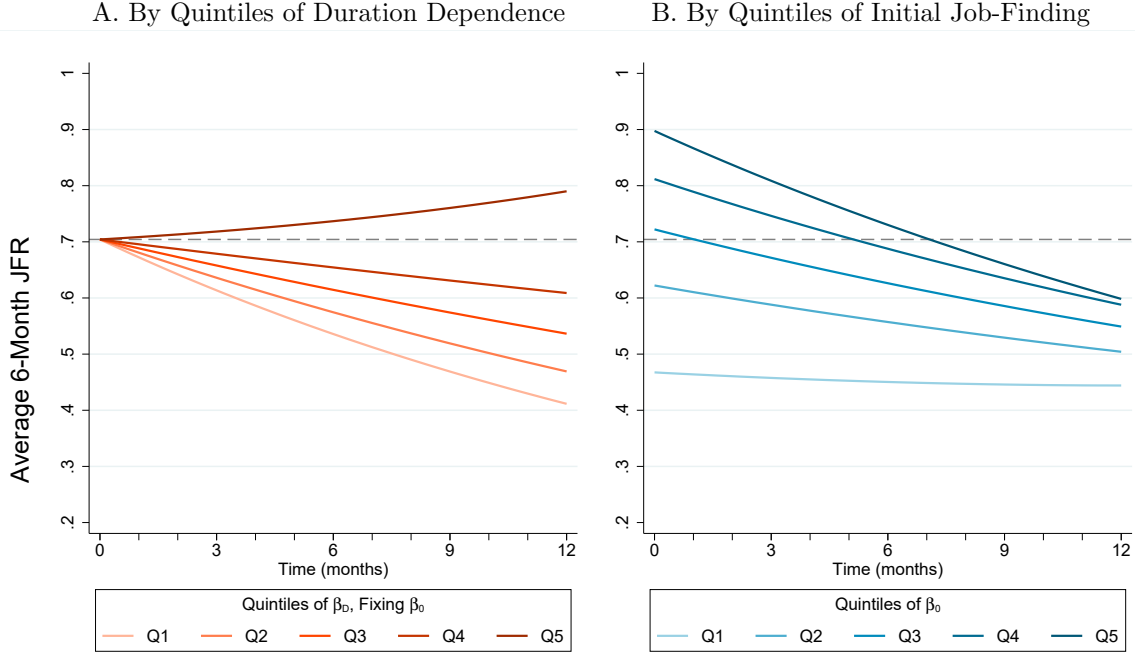 A. By Quintiles of Duration Dependence
B. By Quintiles of Initial Job-Finding
Average 6-Month JFR
1
.9
.8
.7
.6
.5
.4
.3
.2
0 3 6 9 12
Time (months)
Quintiles of βD, Fixing β0
Q1 Q2 Q3 Q4 Q5
1
.9
.8
.7
.6
.5
.4
.3
.2
0 3 6 9 12
Time (months)
Quintiles of β0
Q1 Q2 Q3 Q4 Q5